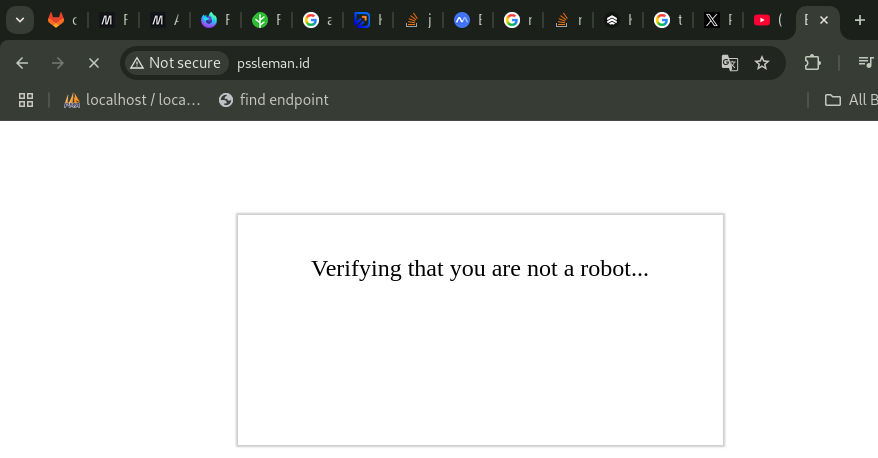 Not secure
pssleman.id
localhost / loca...
find endpoint
All B
Verifying that you are not a robot...